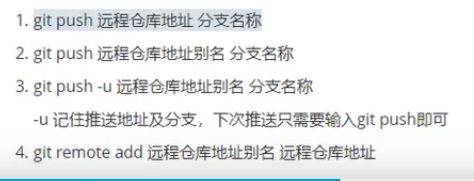 1. git push 远程仓库地址 分支名称
2. git push 远程仓库地址别名 分支名称
3. git push -u 远程仓库地址别名 分支名称
-u 记住推送地址及分支，下次推送只需要输入git push即可
4. git remote add 远程仓库地址别名 远程仓库地址